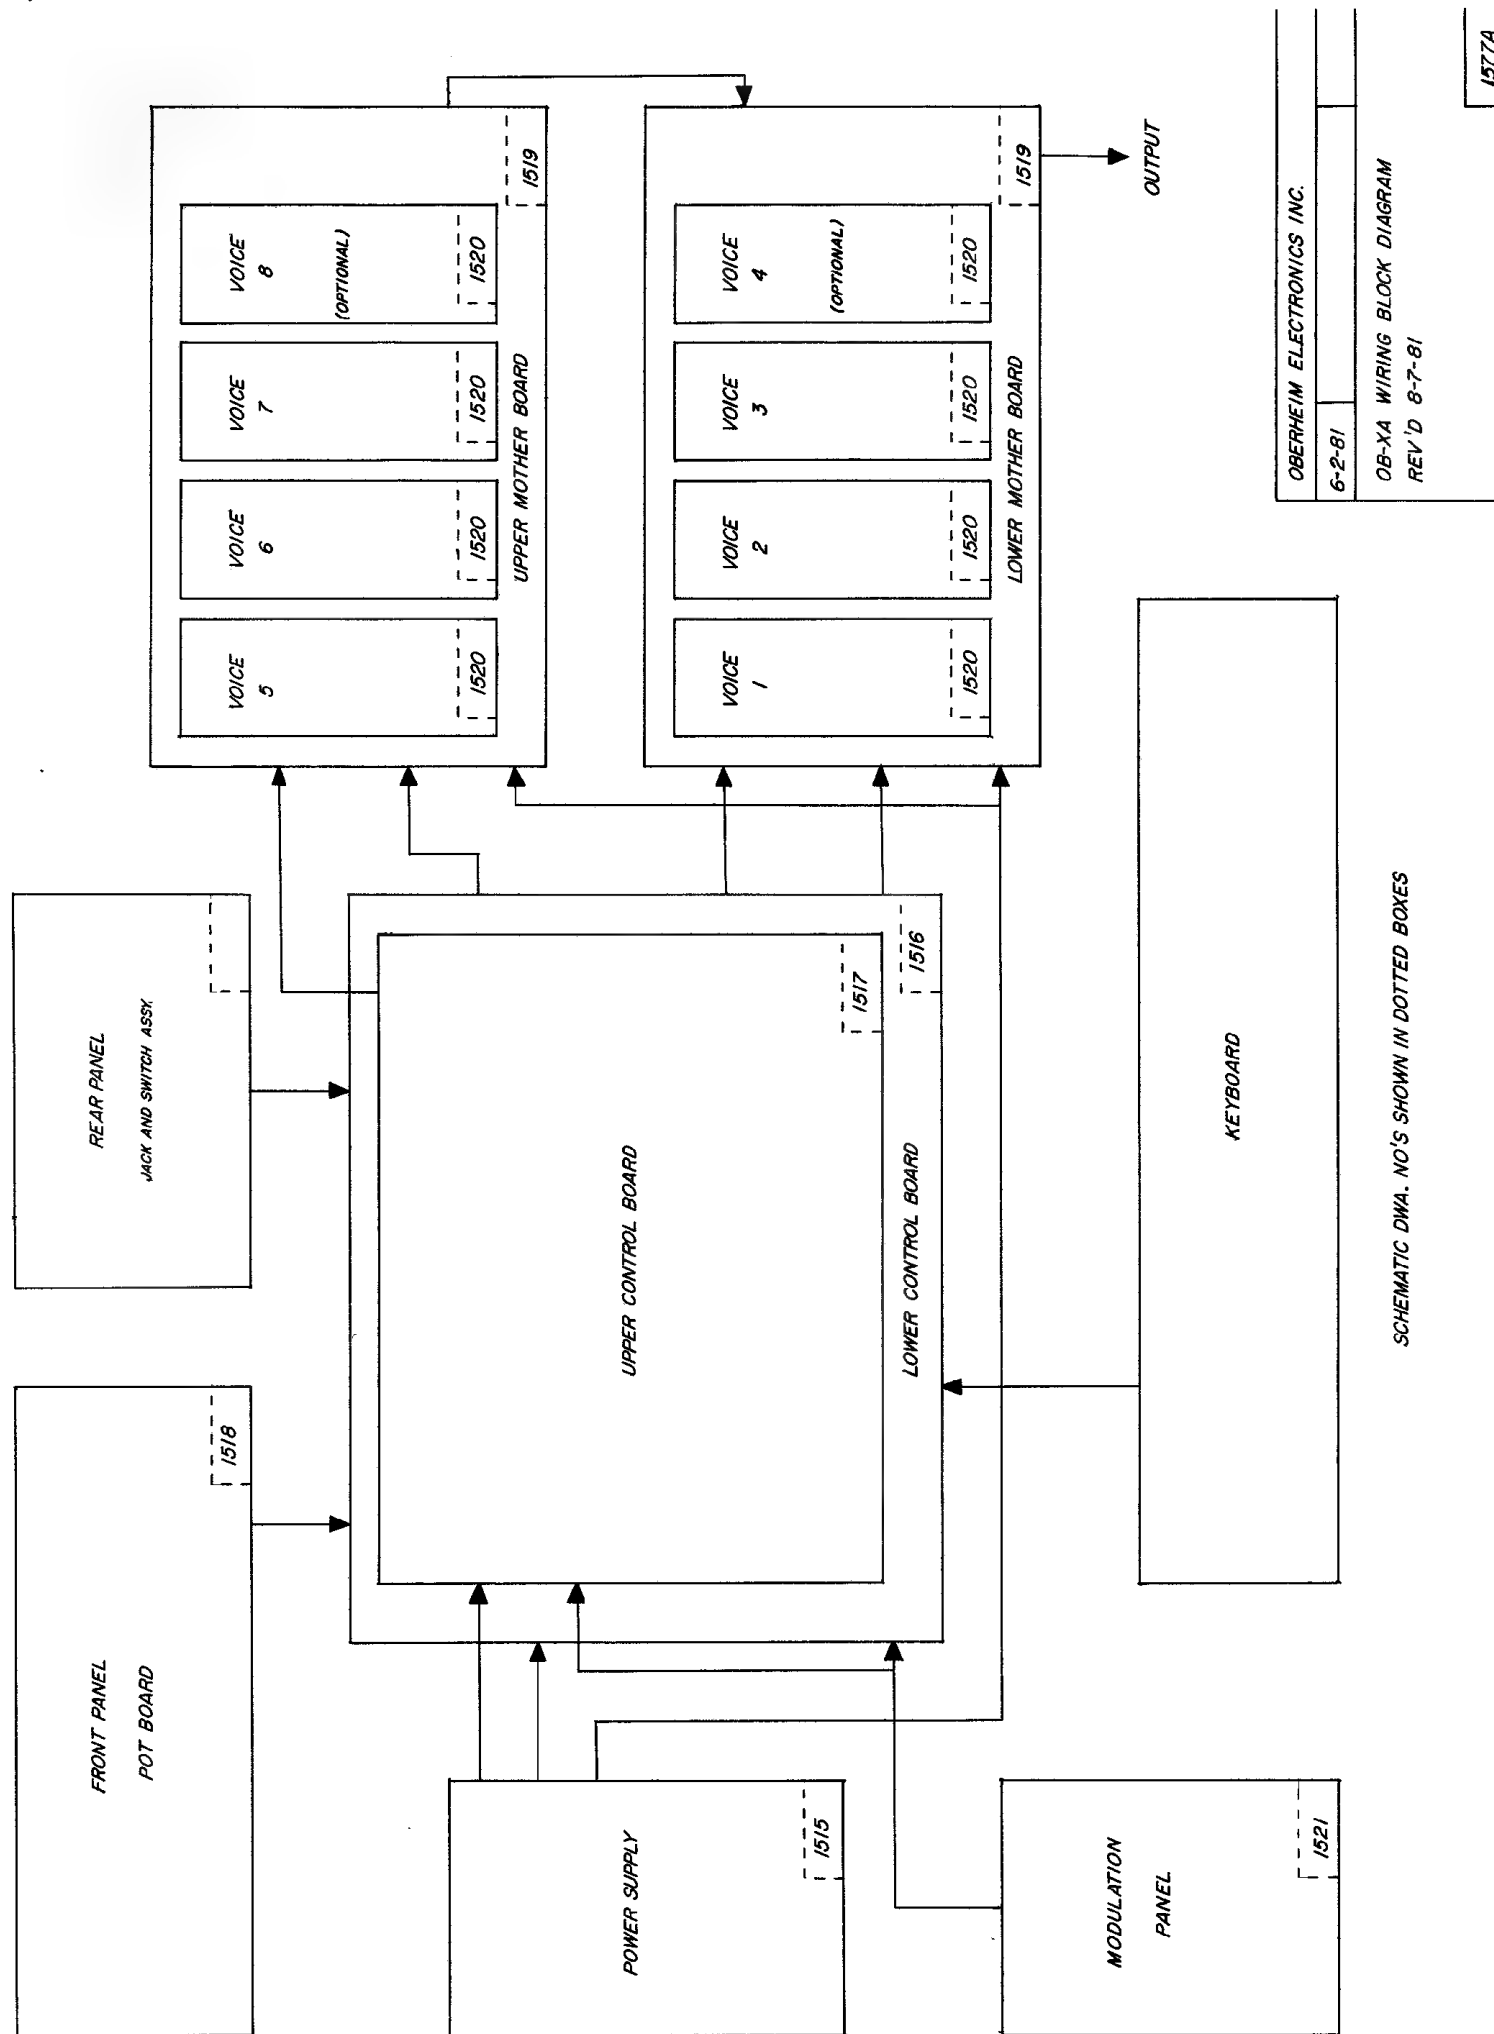 FRONT PANEL
POT BOARD
1518
REAR PANEL
JACK AND SWITCH ASSY.
POWER SUPPLY
1515
MODULATION
PANEL
1521
UPPER CONTROL BOARD
1517
LOWER CONTROL BOARD
1516
KEYBOARD
VOICE
5
1520
VOICE
6
1520
VOICE
7
1520
VOICE
8
(OPTIONAL)
1520
UPPER MOTHER BOARD
1519
VOICE
1
1520
VOICE
2
1520
VOICE
3
1520
VOICE
4
(OPTIONAL)
1520
LOWER MOTHER BOARD
1519
OUTPUT
SCHEMATIC DWA. NO'S SHOWN IN DOTTED BOXES
OBERHEIM ELECTRONICS INC.
6-2-81
OB-XA WIRING BLOCK DIAGRAM
REV'D 8-7-81
1577A